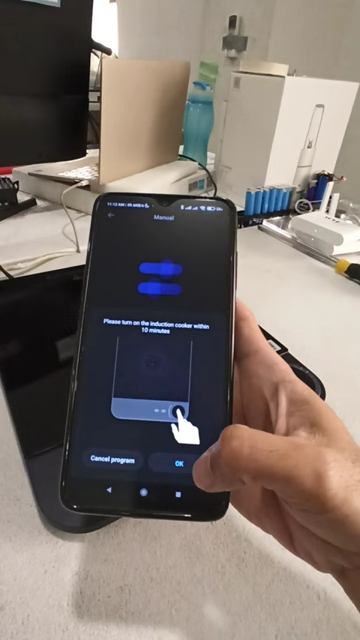 Manual
Please turn on the induction cooker within
10 minutes
Cancel program
OK